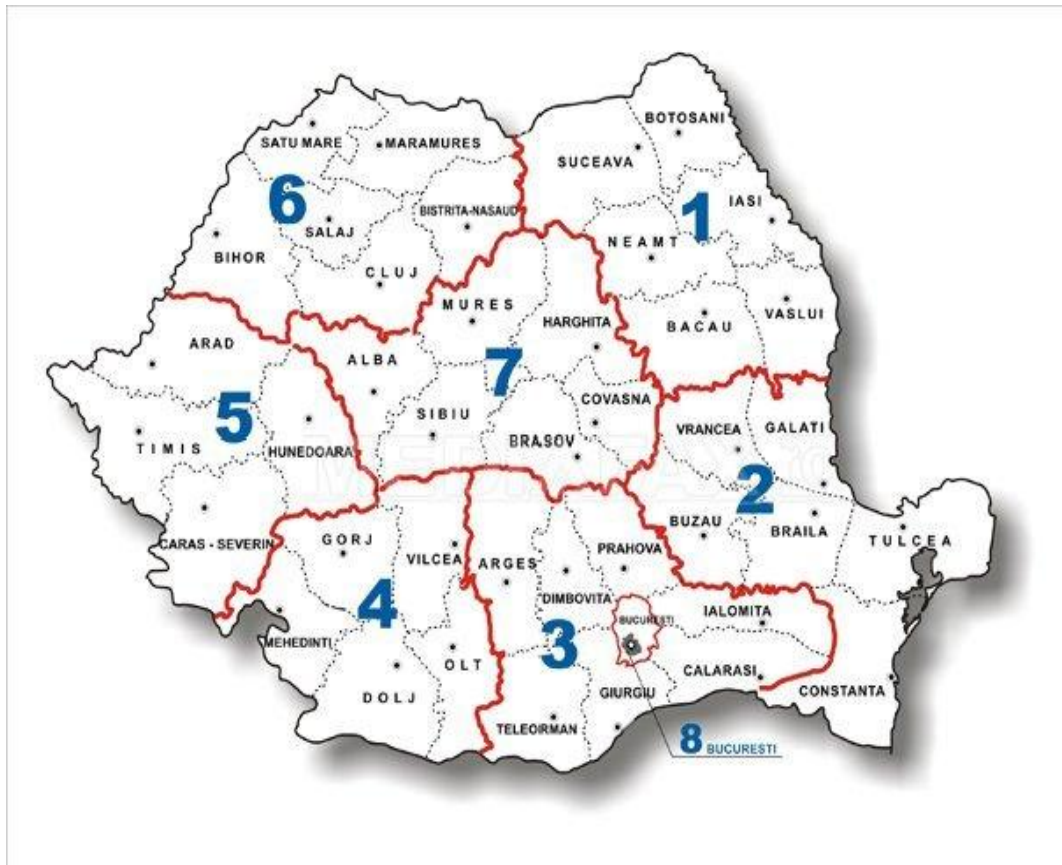 BOTOSANI
SATU MARE
MARAMURES
SUCEAVA
6
1
IASI
BISTRITA-NASAUD
SALAJ
NEAMT
BIHOR
CLUJ
MURES
VASLUI
BACAU
HARGHITA
ARAD
ALBA
7
5
COVASNA
SIBIU
GALATI
VRANCEA
BRASOV
TIMIS
HUNEDOARA
2
BUZAU
BRAILA
GORJ
TULCEA
CARAS - SEVERIN
PRAHOVA
VILCEA
ARGES
4
DIMBOVITA
IALOMITA
BUCURESTI
3
MEHEDINTI
OLT
CALARASI
DOLJ
GIURGIU
CONSTANTA
TELEOIRMAN
8 BUCURESTI